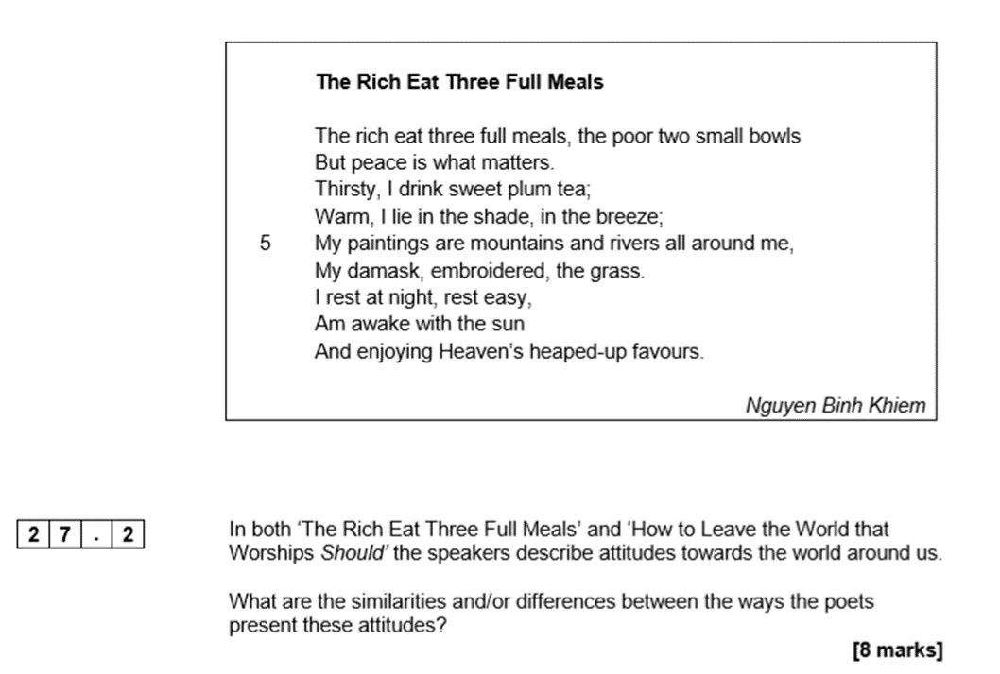 The Rich Eat Three Full Meals
The rich eat three full meals, the poor two small bowls
But peace is what matters.
Thirsty, I drink sweet plum tea;
Warm, I lie in the shade, in the breeze;
5 My paintings are mountains and rivers all around me,
My damask, embroidered, the grass.
I rest at night, rest easy,
Am awake with the sun
And enjoying Heaven's heaped-up favours.
Nguyen Binh Khiem
2 7 . 2 In both 'The Rich Eat Three Full Meals' and 'How to Leave the World that
Worships Should' the speakers describe attitudes towards the world around us.
What are the similarities and/or differences between the ways the poets
present these attitudes?
[8 marks]